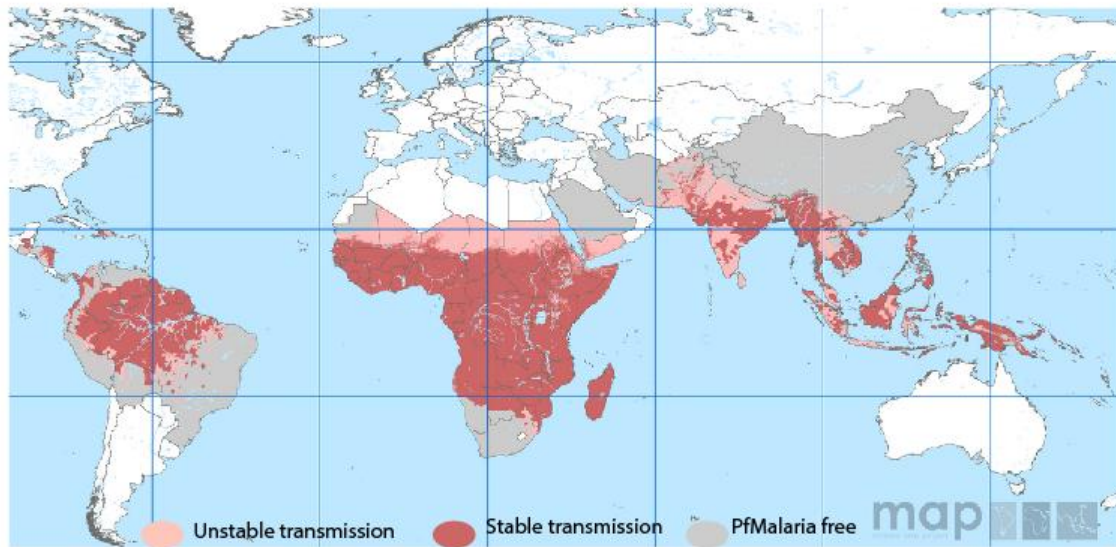 Unstable transmission
Stable transmission
PfMalaria free
map